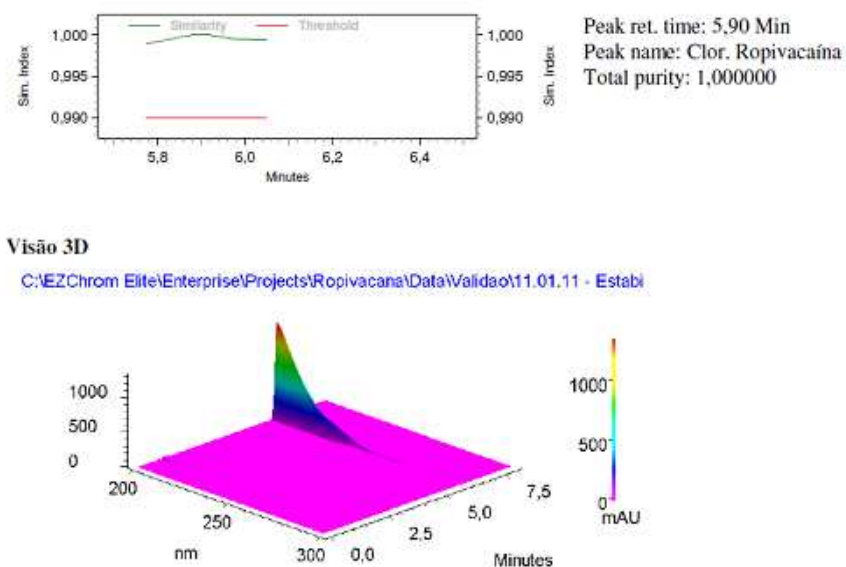 Similarity Threshold
1,000 1,000
0,995 0,995
0,990 0,990
Sim. Index Sim. Index
5,8 6,0 6,2 6,4
Minutes
Peak ret. time: 5,90 Min
Peak name: Clor. Ropivacaína
Total purity: 1,000000
Visão 3D
C:\EZChrom Elite\Enterprise\Projects\Ropivacana\Data\Validao\11.01.11 - Estabi
1000
500
0
200
250
300
nm
0,0
2,5
5,0
7,5
Minutes
1000
500
0
mAU